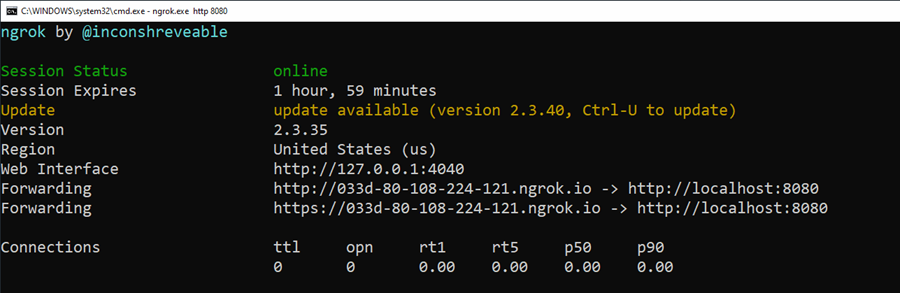 C:\WINDOWS\system32\cmd.exe - ngrok.exe http 8080
ngrok by @inconshreveable
Session Status online
Session Expires 1 hour, 59 minutes
Update update available (version 2.3.40, Ctrl-U to update)
Version 2.3.35
Region United States (us)
Web Interface http://127.0.0.1:4040
Forwarding http://033d-80-108-224-121.ngrok.io -> http://localhost:8080
Forwarding https://033d-80-108-224-121.ngrok.io -> http://localhost:8080
Connections ttl opn rt1 rt5 p50 p90
0 0 0.00 0.00 0.00 0.00